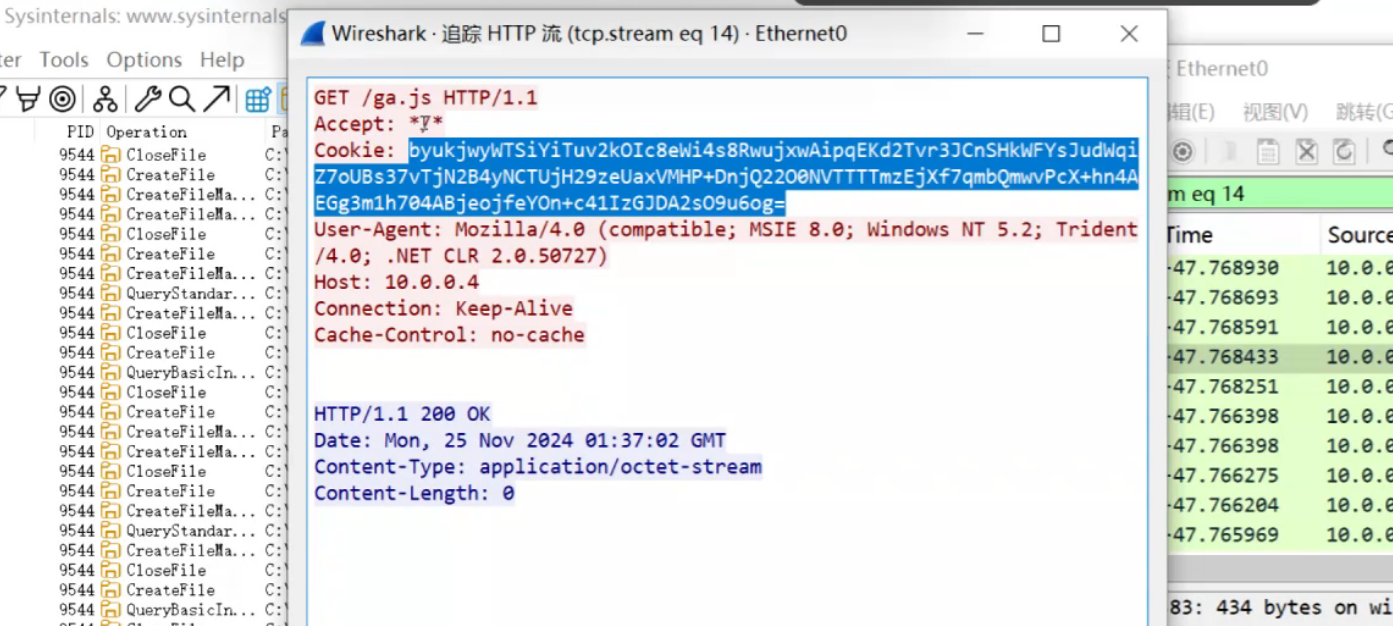 Sysinternals: www.sysinternals
Tools Options Help
PID Operation
9544 CloseFile C:\
9544 CreateFile C:\
9544 CreateFileMa... C:\
9544 CloseFile C:\
9544 CloseFile C:\
9544 CreateFile C:\
9544 CreateFileMa... C:\
9544 QueryStandar... C:\
9544 CreateFileMa... C:\
9544 CloseFile C:\
9544 CreateFile C:\
9544 QueryBasicIn... C:\
9544 CloseFile C:\
9544 CreateFile C:\
9544 CreateFileMa... C:\
9544 CreateFileMa... C:\
9544 CloseFile C:\
9544 CreateFile C:\
9544 CreateFileMa... C:\
9544 QueryStandar... C:\
9544 CreateFileMa... C:\
9544 CloseFile C:\
9544 CreateFile C:\
9544 QueryBasicIn... C:\
Wireshark · 追踪 HTTP 流 (tcp.stream eq 14) · Ethernet0
GET /ga.js HTTP/1.1
Accept: */*
Cookie: byukjwyWTSiYiTuv2kOIc8eWi4s8RwujxwAipqEKd2Tvr3JCnSHkWFYsJudWqi
Z7oUBs37vTjN2B4yNCTUjH29zeUaxVMHP+DnjQ22O0NVTTTTmzEjXf7qmbQmwvPcX+hn4A
EGg3m1h704ABjeojfeYOn+c41IzGJDA2sO9u6og=
User-Agent: Mozilla/4.0 (compatible; MSIE 8.0; Windows NT 5.2; Trident
/4.0; .NET CLR 2.0.50727)
Host: 10.0.0.4
Connection: Keep-Alive
Cache-Control: no-cache
HTTP/1.1 200 OK
Date: Mon, 25 Nov 2024 01:37:02 GMT
Content-Type: application/octet-stream
Content-Length: 0
Ethernet0
辑(E) 视图(V) 跳转(G
m eq 14
Time Source
47.768930 10.0.0
47.768693 10.0.0
47.768591 10.0.0
47.768433 10.0.0
47.768251 10.0.0
47.766398 10.0.0
47.766398 10.0.0
47.766275 10.0.0
47.766204 10.0.0
47.765969 10.0.0
83: 434 bytes on wi